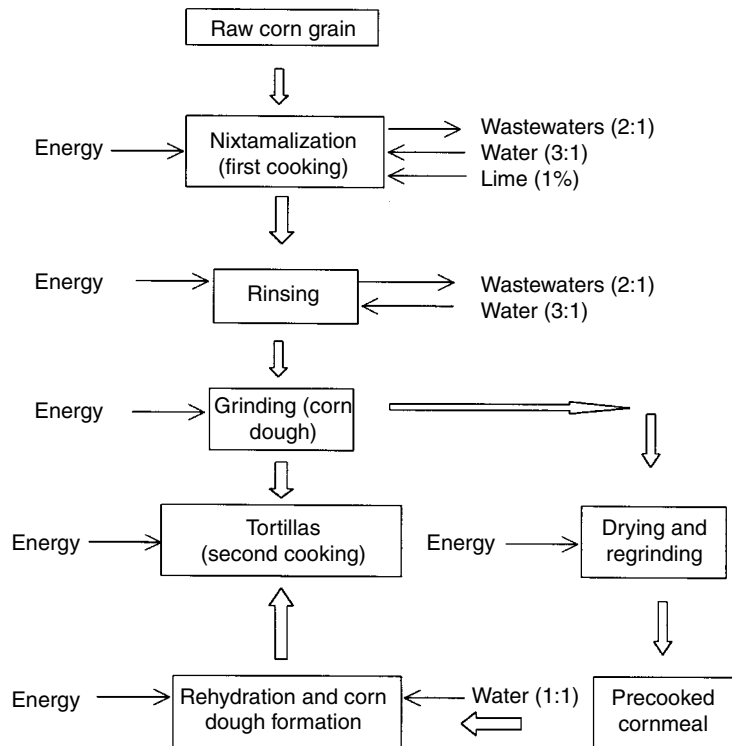 Raw corn grain
Energy
Nixtamalization
(first cooking)
Wastewaters (2:1)
Water (3:1)
Lime (1%)
Energy
Rinsing
Wastewaters (2:1)
Water (3:1)
Energy
Grinding (corn
dough)
Energy
Tortillas
(second cooking)
Energy
Drying and
regrinding
Energy
Rehydration and corn
dough formation
Water (1:1)
Precooked
cornmeal